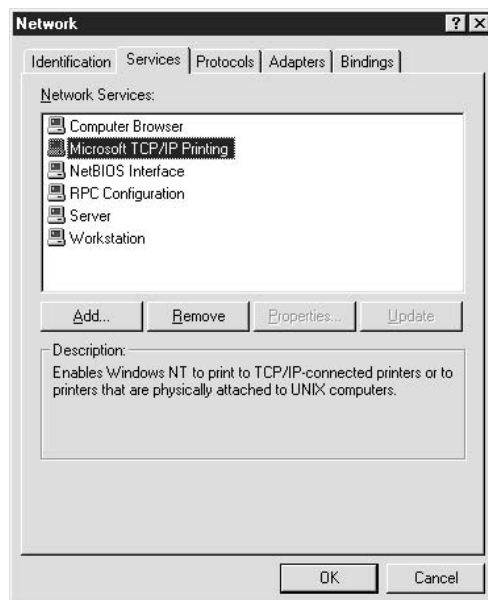 Network
? ×
Identification Services Protocols Adapters Bindings
Network Services:
Computer Browser
Microsoft TCP/IP Printing
NetBIOS Interface
RPC Configuration
Server
Workstation
Add... Remove Properties... Update
Description:
Enables Windows NT to print to TCP/IP-connected printers or to
printers that are physically attached to UNIX computers.
OK Cancel